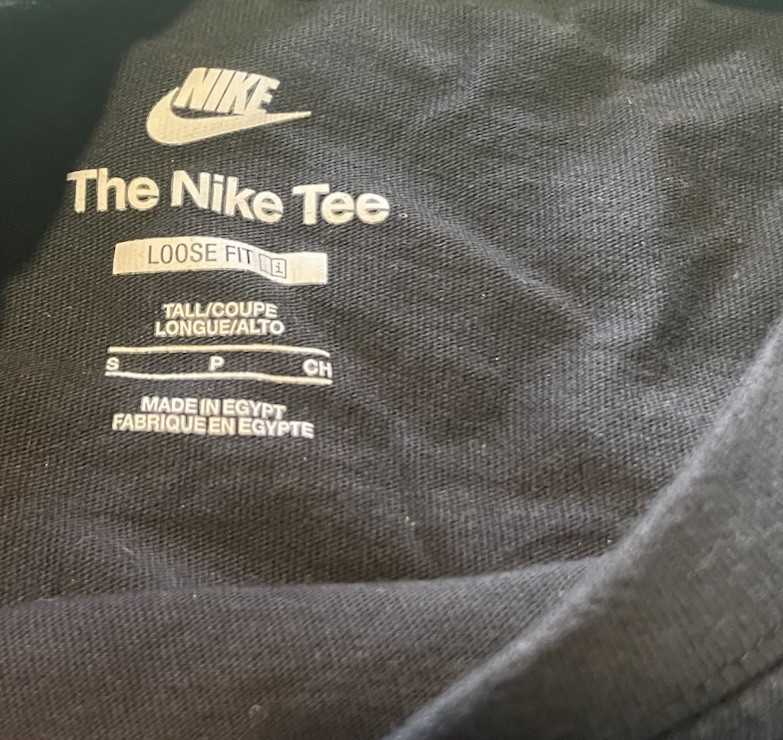 NIKE
The Nike Tee
LOOSE FIT i
TALL/COUPE
LONGUE/ALTO
S P CH
MADE IN EGYPT
FABRIQUE EN EGYPTE